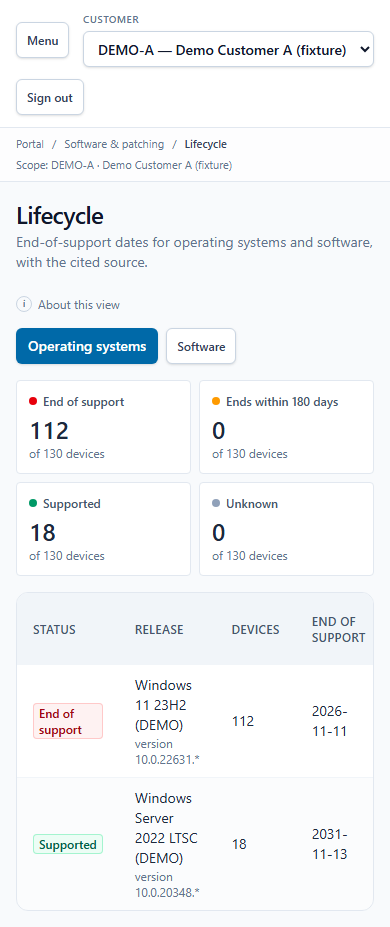 Menu
CUSTOMER
DEMO-A — Demo Customer A (fixture)
Sign out
Portal / Software & patching / Lifecycle
Scope: DEMO-A · Demo Customer A (fixture)
Lifecycle
End-of-support dates for operating systems and software,
with the cited source.
i About this view
Operating systems
Software
End of support
112
of 130 devices
Ends within 180 days
0
of 130 devices
Supported
18
of 130 devices
Unknown
0
of 130 devices
STATUS RELEASE DEVICES END OF
SUPPORT
End of
support
Windows
11 23H2
(DEMO)
version
10.0.22631.*
112
2026-
11-11
Supported
Windows
Server
2022 LTSC
(DEMO)
version
10.0.20348.*
18
2031-
11-13